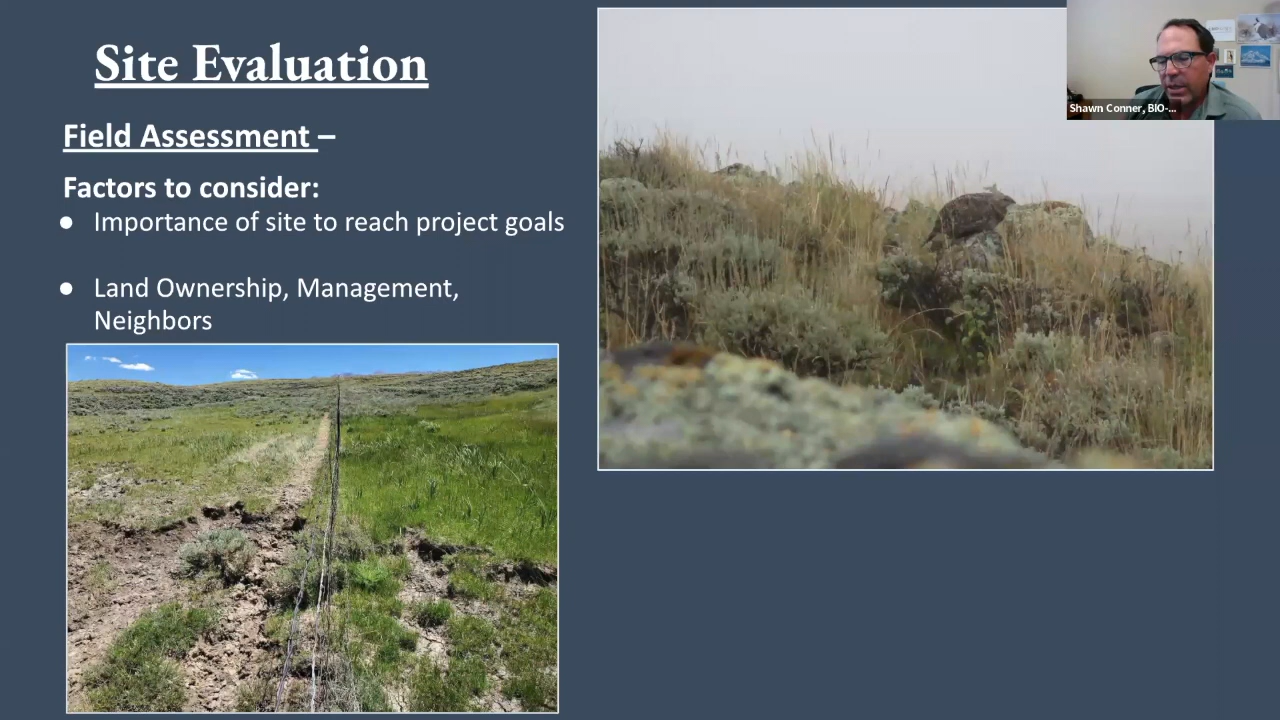 Site Evaluation
Field Assessment –
Factors to consider:
● Importance of site to reach project goals
● Land Ownership, Management,
Neighbors
Shawn Conner, BIO-...